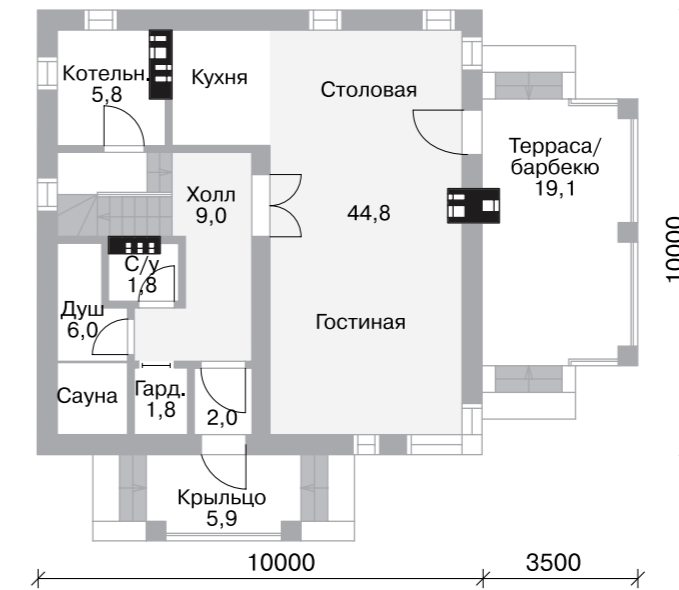 Котельн.
5,8
Кухня
Столовая
Терраса/
барбекю
19,1
Холл
9,0
44,8
С/у
1,8
Душ
6,0
Гостиная
Сауна
Гард.
1,8
2,0
Крыльцо
5,9
10000
10000
3500